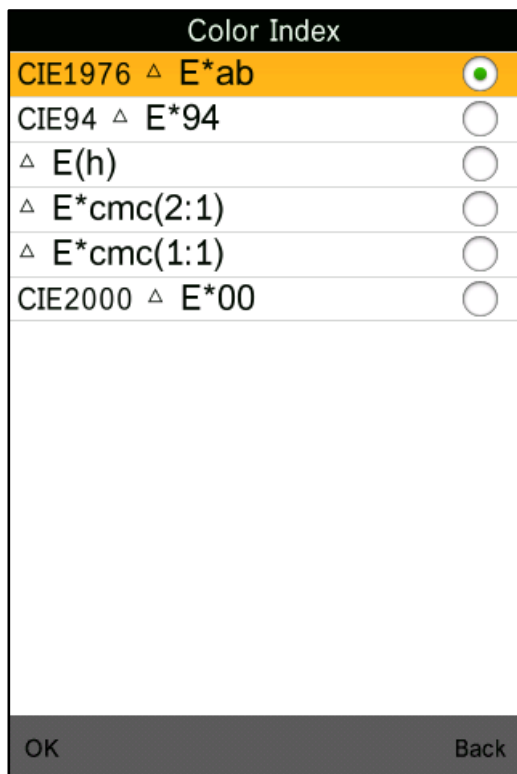 Color Index
CIE1976 △ E*ab
CIE94 △ E*94
△ E(h)
△ E*cmc(2:1)
△ E*cmc(1:1)
CIE2000 △ E*00
OK Back